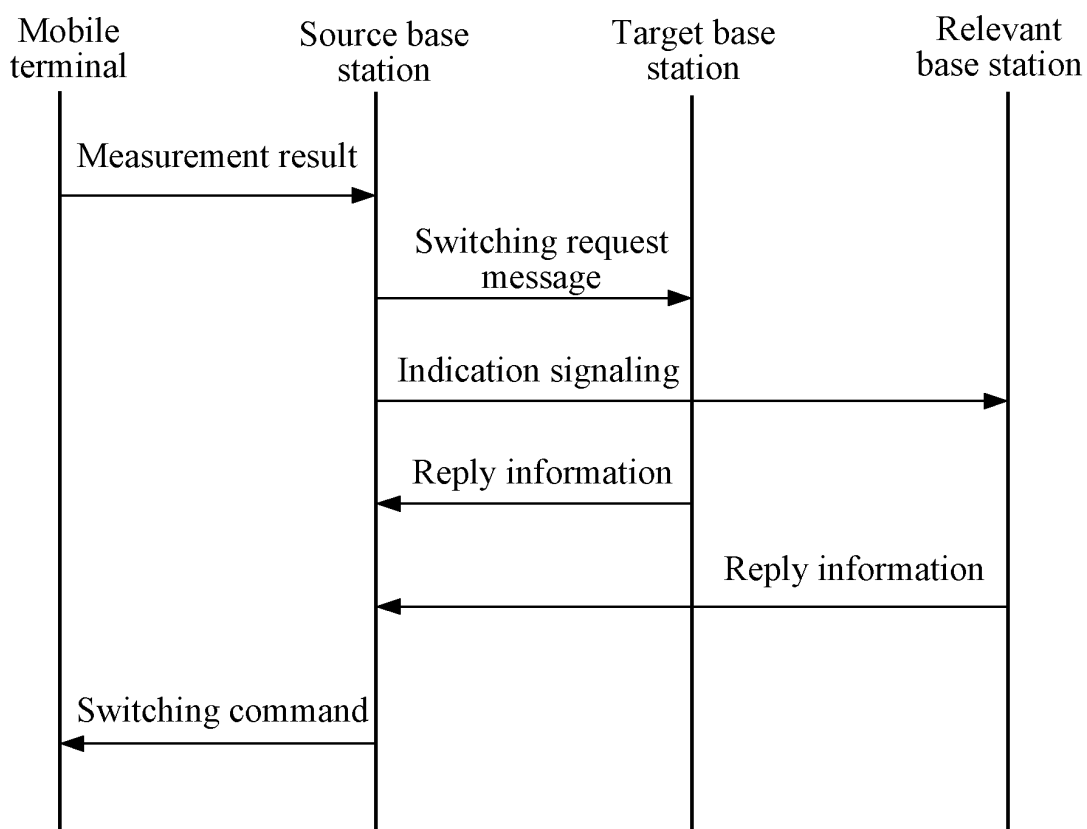 Mobile
terminal
Source base
station
Target base
station
Relevant
base station
Measurement result
Switching request
message
Indication signaling
Reply information
Reply information
Switching command